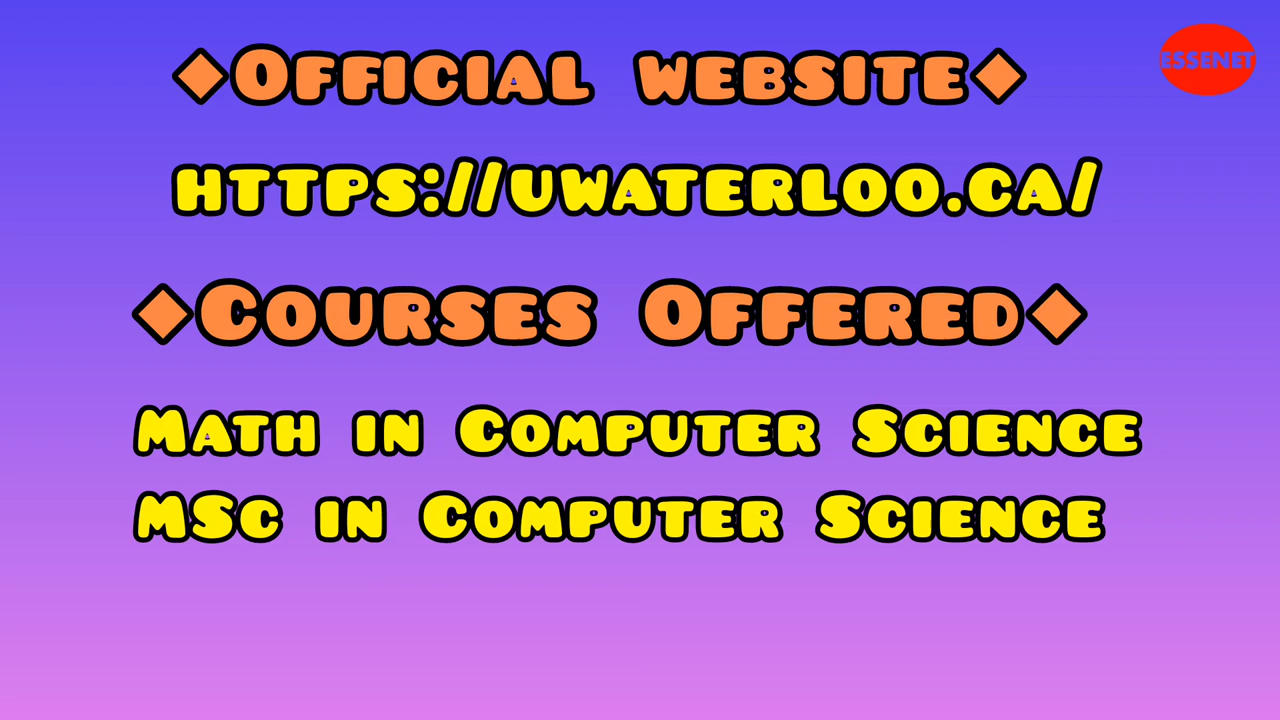 ◆Official website◆
ESSENET
https://uwaterloo.ca/
◆Courses Offered◆
Math in Computer Science
MSc in Computer Science